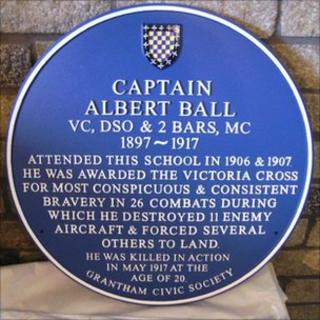 CAPTAIN
ALBERT BALL
VC, DSO & 2 BARS, MC
1897~1917
ATTENDED THIS SCHOOL IN 1906 & 1907.
HE WAS AWARDED THE VICTORIA CROSS
FOR MOST CONSPICUOUS & CONSISTENT
BRAVERY IN 26 COMBATS DURING
WHICH HE DESTROYED 11 ENEMY
AIRCRAFT & FORCED SEVERAL
OTHERS TO LAND.
HE WAS KILLED IN ACTION
IN MAY 1917 AT THE
AGE OF 20.
GRANTHAM CIVIC SOCIETY